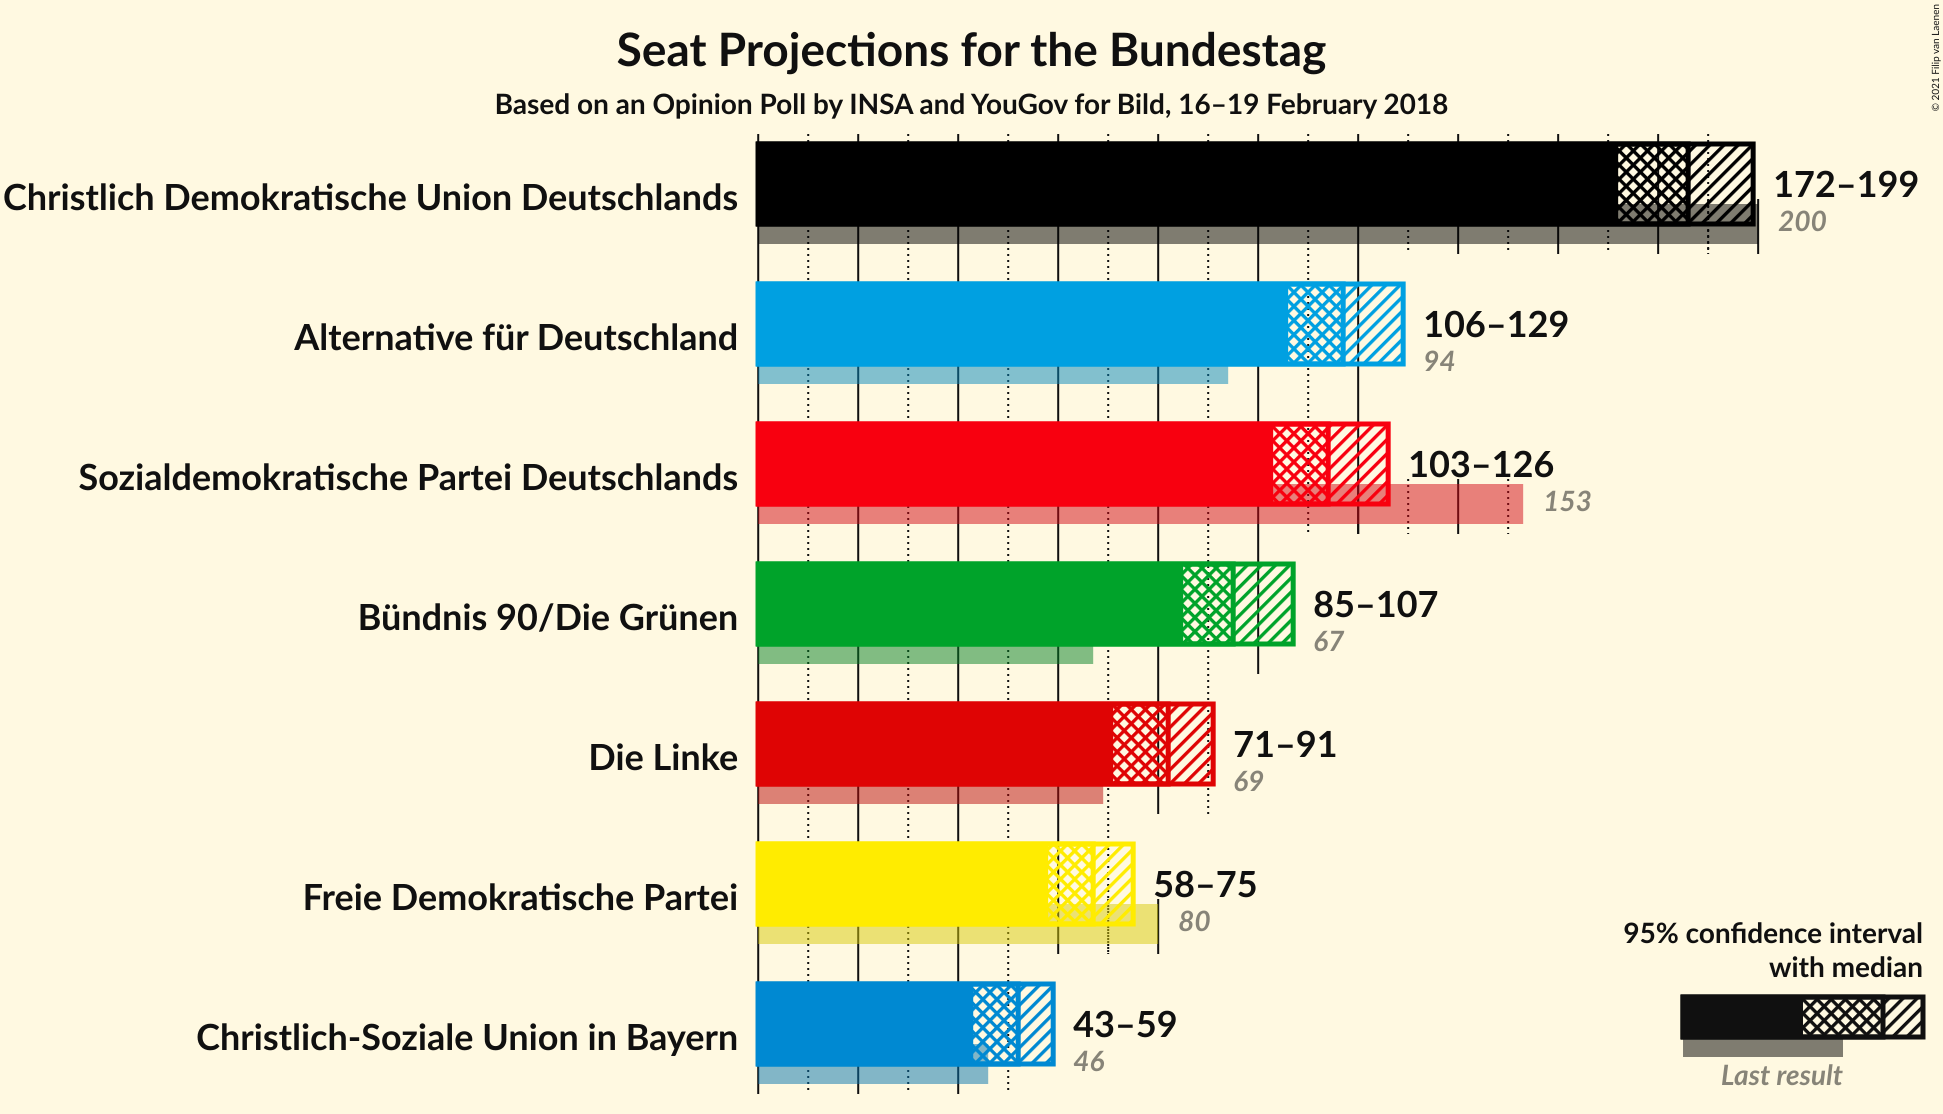 Seat Projections for the Bundestag
Based on an Opinion Poll by INSA and YouGov for Bild, 16–19 February 2018
© 2021 Filip van Laenen
Christlich Demokratische Union Deutschlands
172–199
200
Alternative für Deutschland
106–129
94
Sozialdemokratische Partei Deutschlands
103–126
153
Bündnis 90/Die Grünen
85–107
67
Die Linke
71–91
69
Freie Demokratische Partei
58–75
80
Christlich-Soziale Union in Bayern
43–59
46
95% confidence interval
with median
Last result